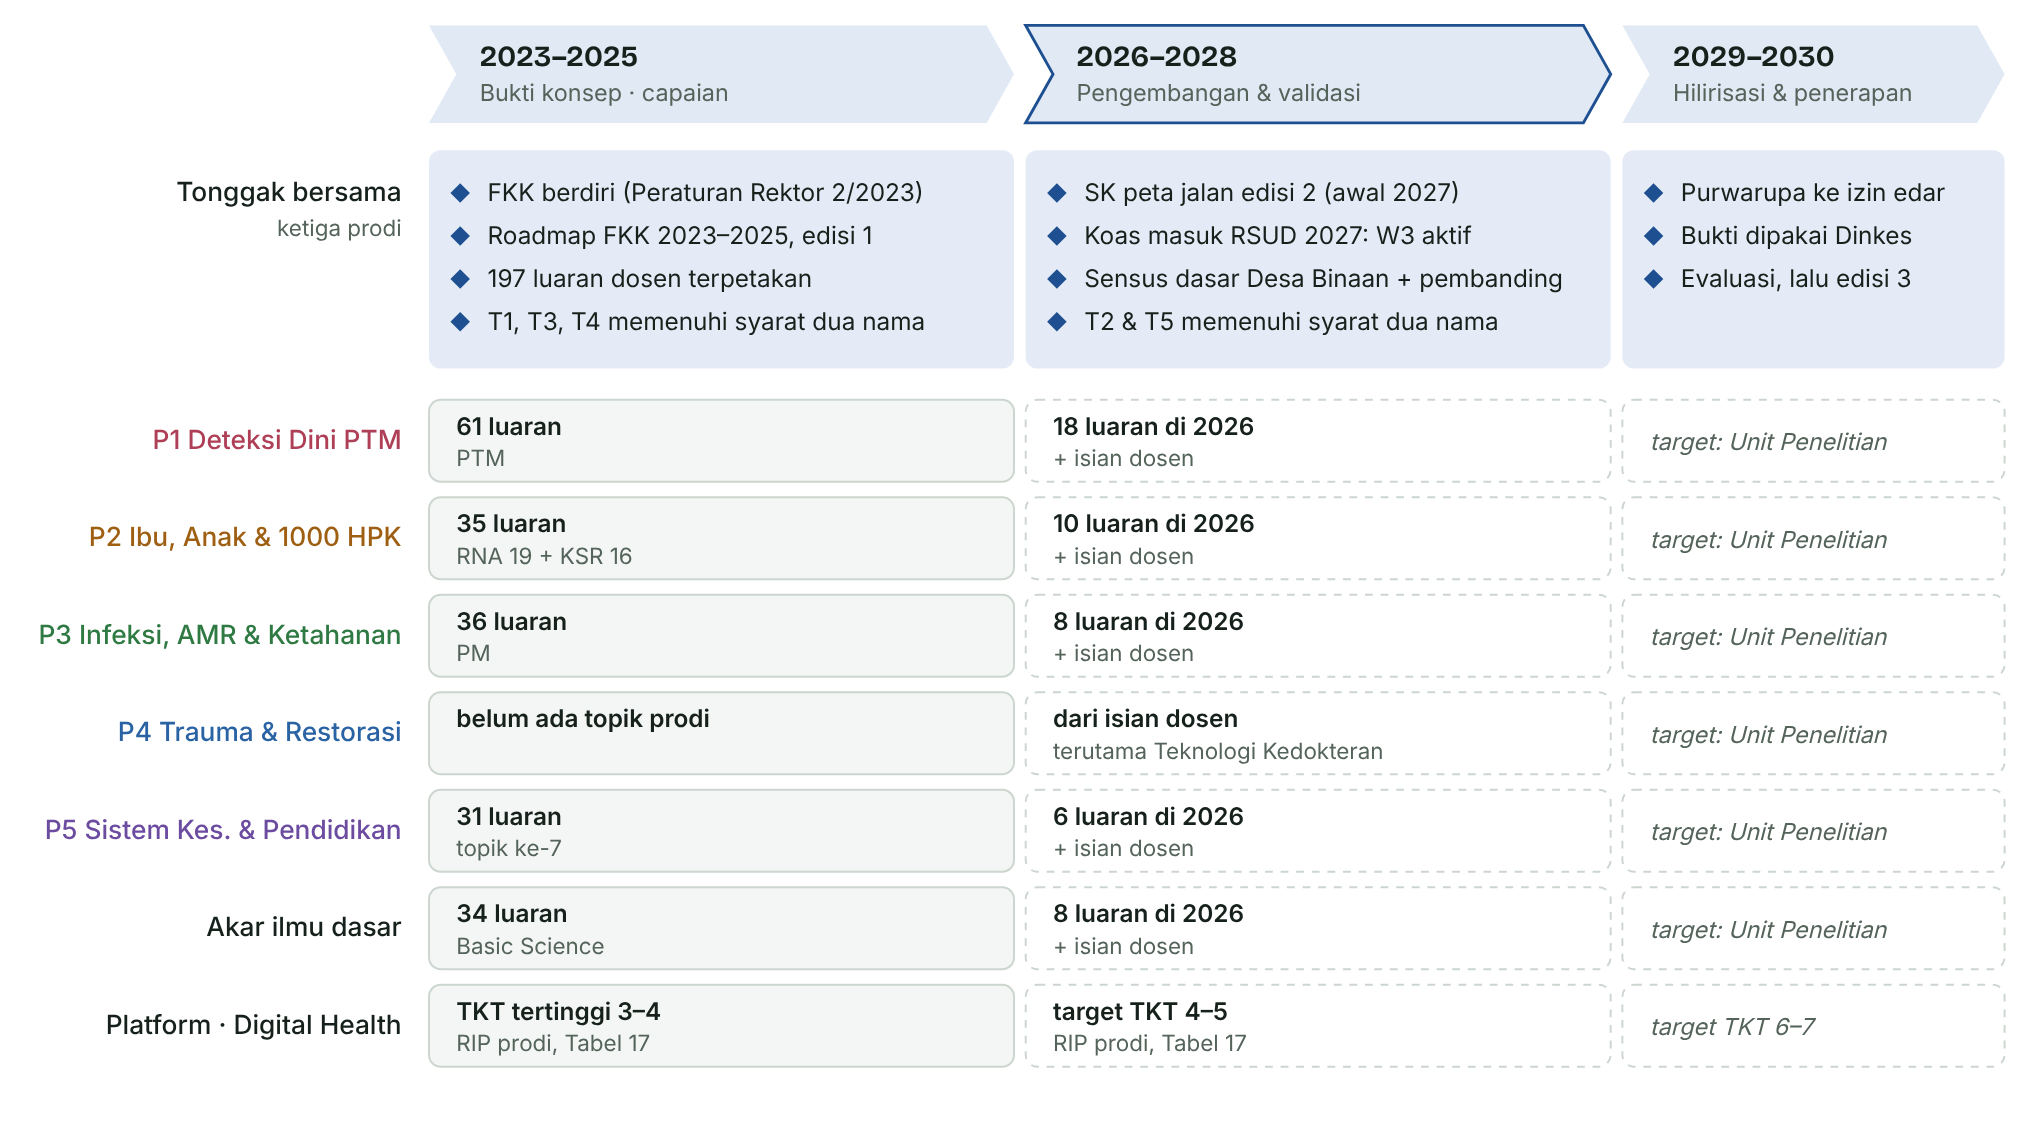 2023–2025
Bukti konsep · capaian
2026–2028
Pengembangan & validasi
2029–2030
Hilirisasi & penerapan
Tonggak bersama
ketiga prodi
FKK berdiri (Peraturan Rektor 2/2023)
Roadmap FKK 2023–2025, edisi 1
197 luaran dosen terpetakan
T1, T3, T4 memenuhi syarat dua nama
SK peta jalan edisi 2 (awal 2027)
Koas masuk RSUD 2027: W3 aktif
Sensus dasar Desa Binaan + pembanding
T2 & T5 memenuhi syarat dua nama
Purwarupa ke izin edar
Bukti dipakai Dinkes
Evaluasi, lalu edisi 3
P1 Deteksi Dini PTM
61 luaran
PTM
18 luaran di 2026
+ isian dosen
target: Unit Penelitian
P2 Ibu, Anak & 1000 HPK
35 luaran
RNA 19 + KSR 16
10 luaran di 2026
+ isian dosen
target: Unit Penelitian
P3 Infeksi, AMR & Ketahanan
36 luaran
PM
8 luaran di 2026
+ isian dosen
target: Unit Penelitian
P4 Trauma & Restorasi
belum ada topik prodi
dari isian dosen
terutama Teknologi Kedokteran
target: Unit Penelitian
P5 Sistem Kes. & Pendidikan
31 luaran
topik ke-7
6 luaran di 2026
+ isian dosen
target: Unit Penelitian
Akar ilmu dasar
34 luaran
Basic Science
8 luaran di 2026
+ isian dosen
target: Unit Penelitian
Platform · Digital Health
TKT tertinggi 3–4
RIP prodi, Tabel 17
target TKT 4–5
RIP prodi, Tabel 17
target TKT 6–7